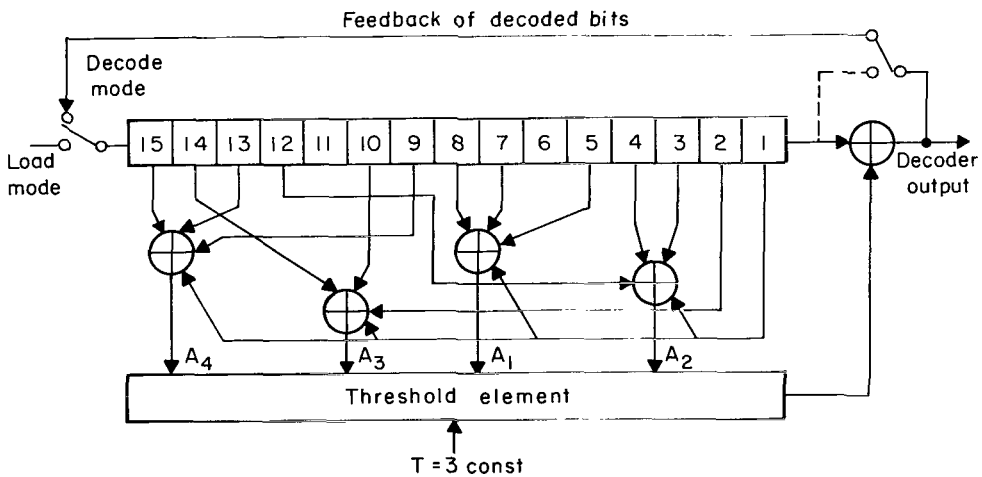 Feedback of decoded bits
Decode
mode
Load
mode
15 14 13 12 11 10 9 8 7 6 5 4 3 2 1
Decoder
output
A4 A3 A1 A2
Threshold element
T = 3 const